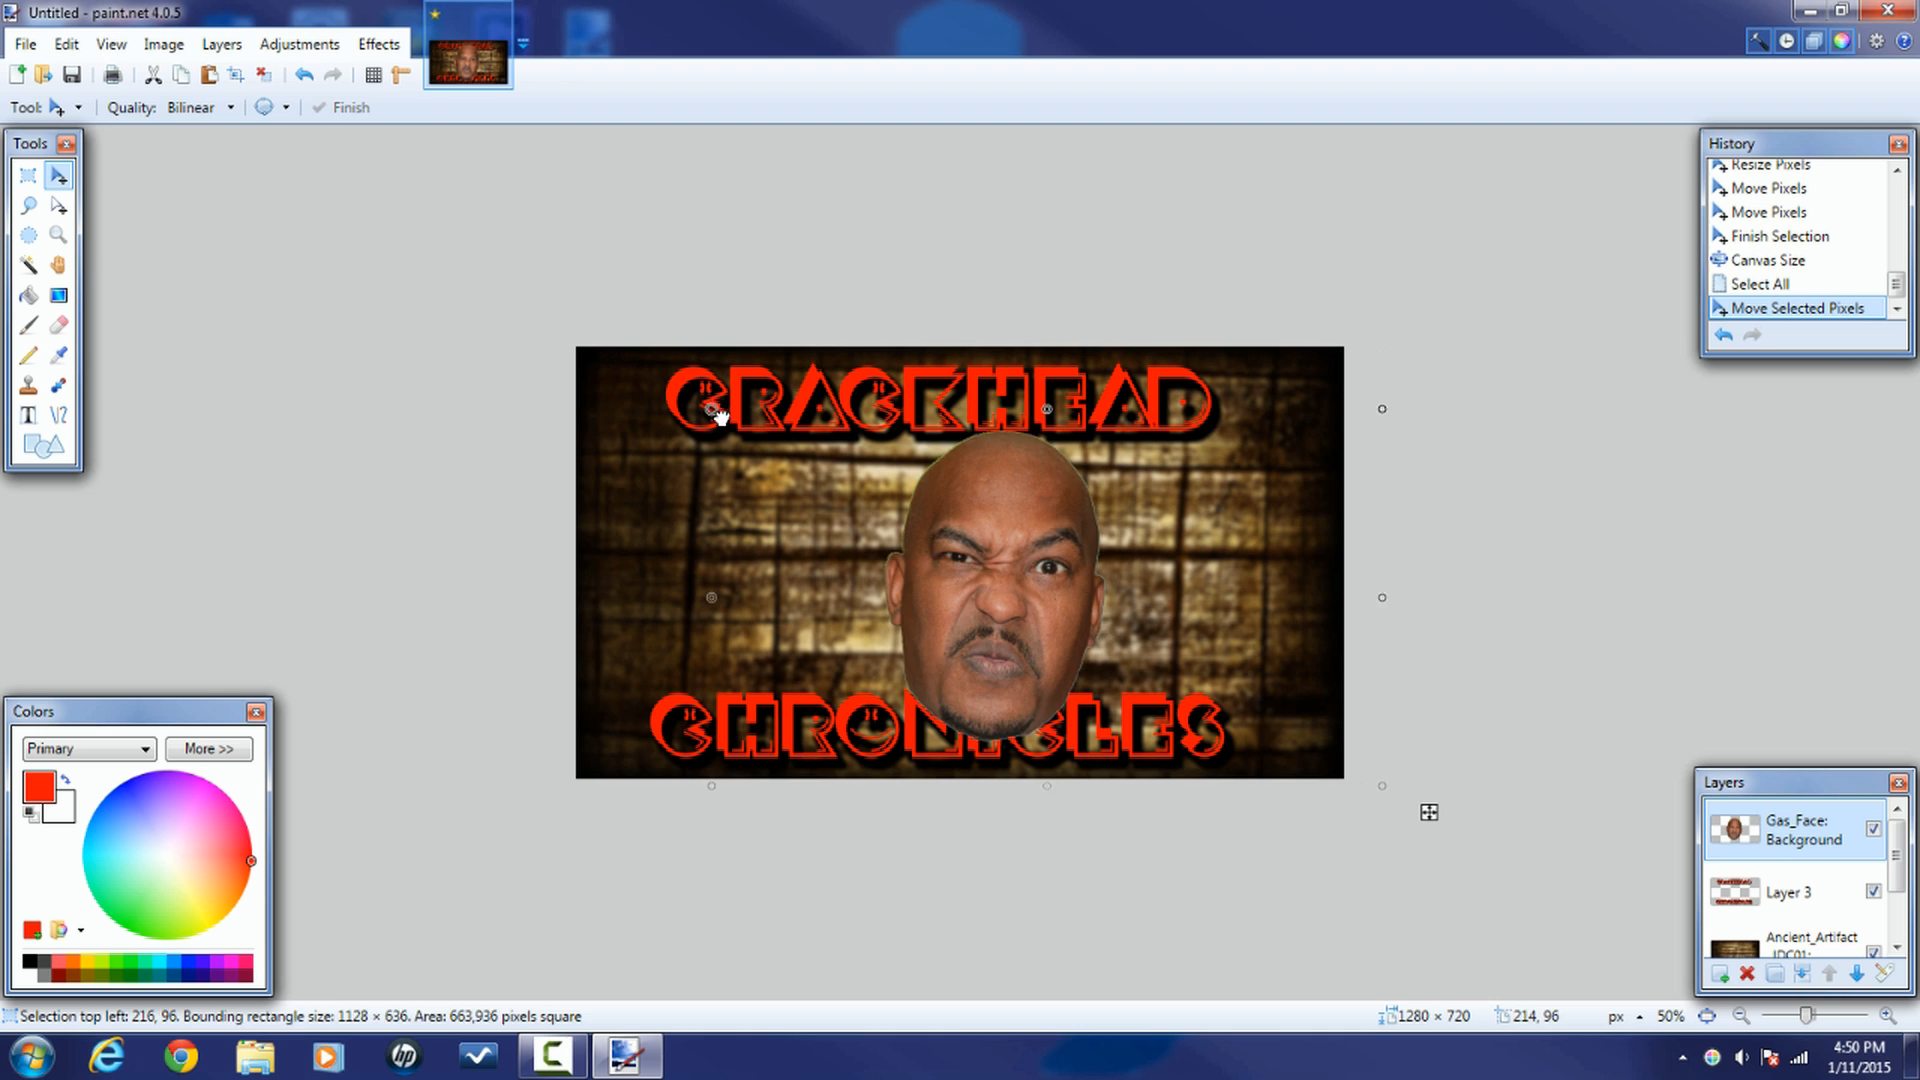 Untitled - paint.net 4.0.5
File Edit View Image Layers Adjustments Effects
Tool: Quality: Bilinear Finish
Tools
History
Resize Pixels
Move Pixels
Move Pixels
Finish Selection
Canvas Size
Select All
Move Selected Pixels
CRACKHEAD
CHRONICLES
Colors
Primary More >>
Layers
Gas_Face:
Background
Layer 3
Ancient_Artifact
_IDC01:
Selection top left: 216, 96. Bounding rectangle size: 1128 × 636. Area: 663,936 pixels square
1280 × 720 214, 96 px 50%
hp
4:50 PM
1/11/2015